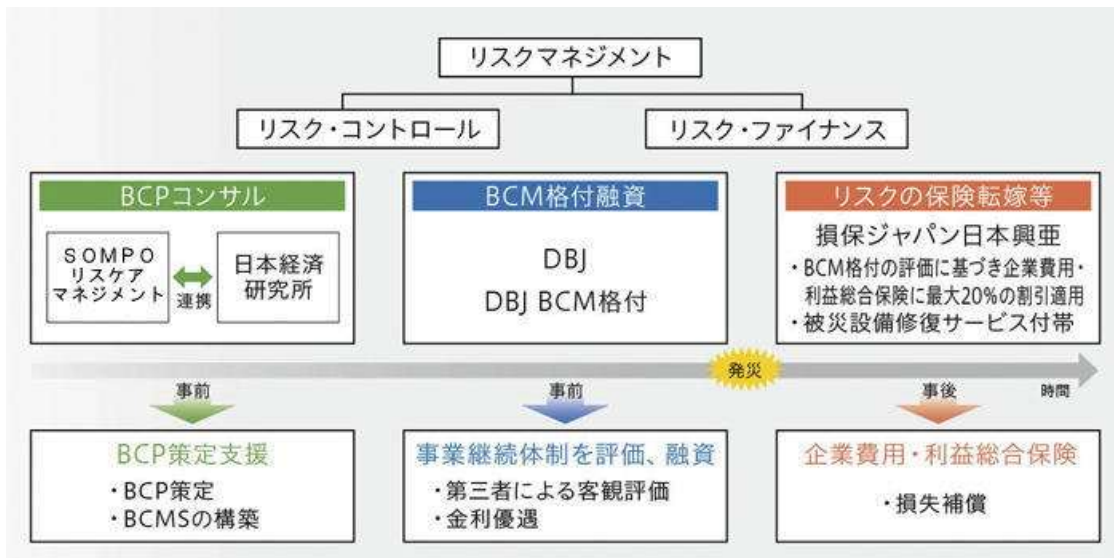 リスクマネジメント
リスク・コントロール
リスク・ファイナンス
BCPコンサル
SOMPO
リスクケア
マネジメント
連携
日本経済
研究所
BCM格付融資
DBJ
DBJ BCM格付
リスクの保険転嫁等
損保ジャパン日本興亜
・BCM格付の評価に基づき企業費用・
利益総合保険に最大20%の割引適用
・被災設備修復サービス付帯
発災
事前
事前
事後
時間
BCP策定支援
・BCP策定
・BCMSの構築
事業継続体制を評価、融資
・第三者による客観評価
・金利優遇
企業費用・利益総合保険
・損失補償